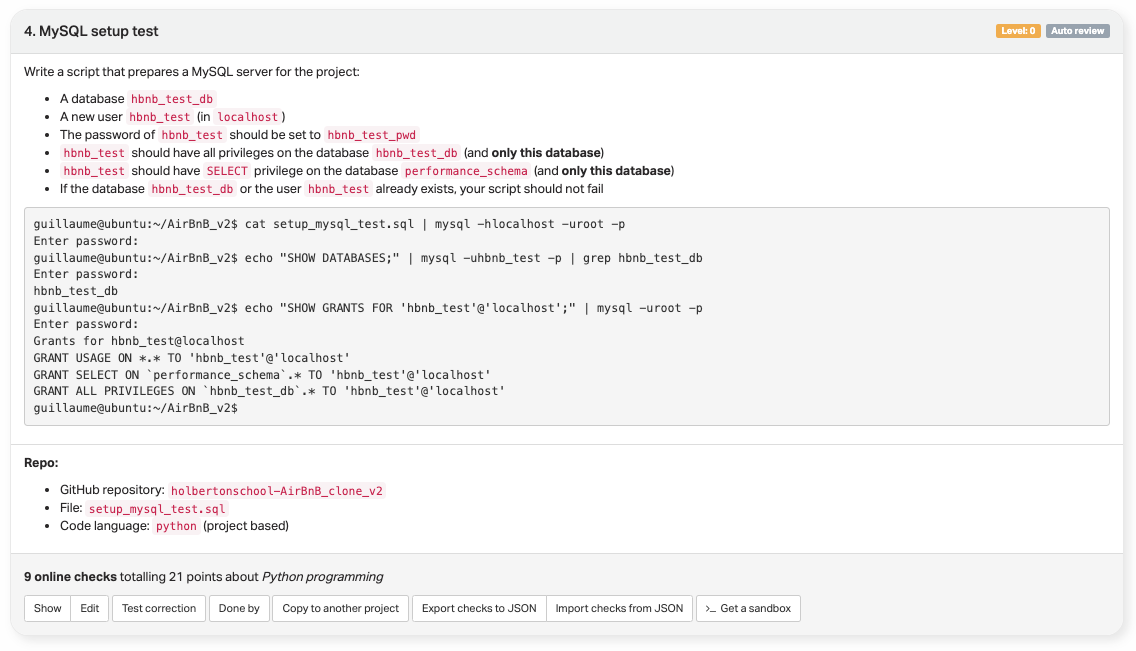 4. MySQL setup test
Level: 0 Auto review
Write a script that prepares a MySQL server for the project:
• A database hbnb_test_db
• A new user hbnb_test (in localhost)
• The password of hbnb_test should be set to hbnb_test_pwd
• hbnb_test should have all privileges on the database hbnb_test_db (and only this database)
• hbnb_test should have SELECT privilege on the database performance_schema (and only this database)
• If the database hbnb_test_db or the user hbnb_test already exists, your script should not fail
guillaume@ubuntu:~/AirBnB_v2$ cat setup_mysql_test.sql | mysql -hlocalhost -uroot -p
Enter password:
guillaume@ubuntu:~/AirBnB_v2$ echo "SHOW DATABASES;" | mysql -uhbnb_test -p | grep hbnb_test_db
Enter password:
hbnb_test_db
guillaume@ubuntu:~/AirBnB_v2$ echo "SHOW GRANTS FOR 'hbnb_test'@'localhost';" | mysql -uroot -p
Enter password:
Grants for hbnb_test@localhost
GRANT USAGE ON *.* TO 'hbnb_test'@'localhost'
GRANT SELECT ON `performance_schema`.* TO 'hbnb_test'@'localhost'
GRANT ALL PRIVILEGES ON `hbnb_test_db`.* TO 'hbnb_test'@'localhost'
guillaume@ubuntu:~/AirBnB_v2$
Repo:
• GitHub repository: holbertonschool-AirBnB_clone_v2
• File: setup_mysql_test.sql
• Code language: python (project based)
9 online checks totalling 21 points about Python programming
Show Edit Test correction Done by Copy to another project Export checks to JSON Import checks from JSON >_ Get a sandbox